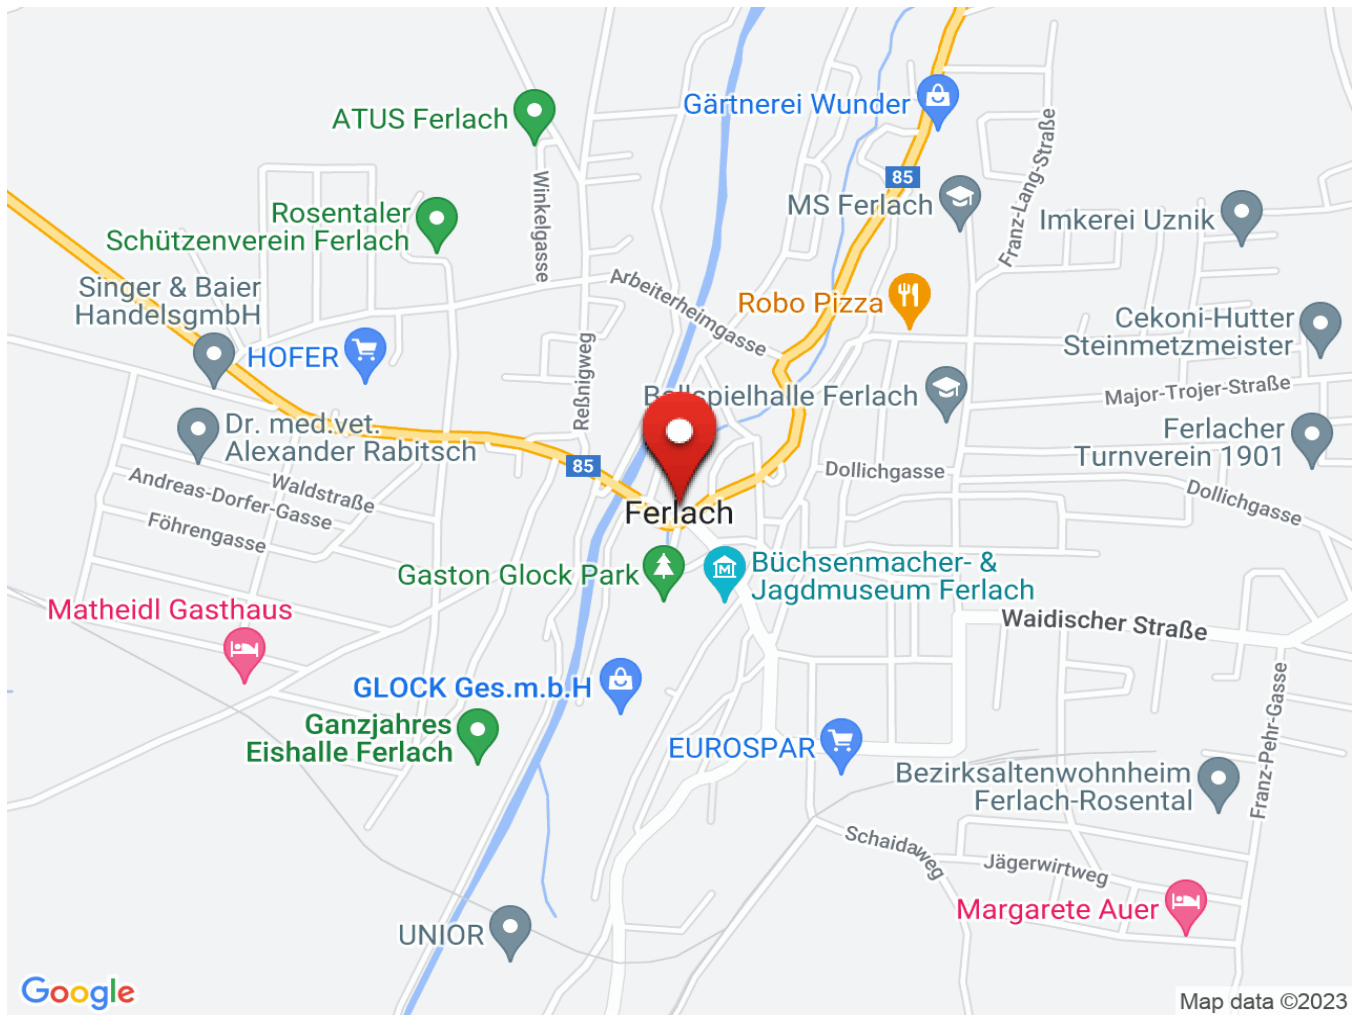 Gärtnerei Wunder
ATUS Ferlach
85
MS Ferlach
Franz-Lang-Straße
Imkerei Uznik
Rosentaler
Schützenverein Ferlach
Winkelgasse
Arbeiterheimgasse
Singer & Baier
HandelsgmbH
Robo Pizza
Cekoni-Hutter
Steinmetzmeister
HOFER
Reßnigweg
Ballspielhalle Ferlach
Major-Trojer-Straße
Dr. med.vet.
Alexander Rabitsch
Ferlacher
Turnverein 1901
85
Dollichgasse
Waldstraße
Andreas-Dorfer-Gasse
Dollichgasse
Föhrengasse
Ferlach
Gaston Glock Park
Büchsenmacher- &
Jagdmuseum Ferlach
Matheidl Gasthaus
Waidischer Straße
GLOCK Ges.m.b.H
Ganzjahres
Eishalle Ferlach
EUROSPAR
Franz-Pehr-Gasse
Bezirksaltenwohnheim
Ferlach-Rosental
Schaidaweg
Jägerwirtweg
Margarete Auer
UNIOR
Google
Map data ©2023